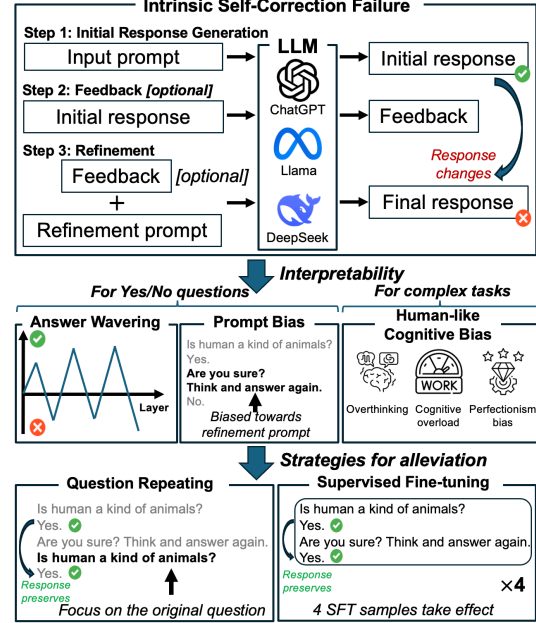 Intrinsic Self-Correction Failure
Step 1: Initial Response Generation
Input prompt
LLM
Initial response
ChatGPT
Step 2: Feedback [optional]
Initial response
Feedback
Llama
Step 3: Refinement
Feedback [optional]
+
Refinement prompt
DeepSeek
Response
changes
Final response
Interpretability
For Yes/No questions
For complex tasks
Answer Wavering
Layer
Prompt Bias
Is human a kind of animals?
Yes.
Are you sure?
Think and answer again.
No.
Biased towards
refinement prompt
Human-like
Cognitive Bias
WORK
Overthinking
Cognitive
overload
Perfectionism
bias
Strategies for alleviation
Question Repeating
Is human a kind of animals?
Yes.
Are you sure? Think and answer again.
Is human a kind of animals?
Yes.
Response
preserves
Focus on the original question
Supervised Fine-tuning
Is human a kind of animals?
Yes.
Are you sure? Think and answer again.
Yes.
Response
preserves
×4
4 SFT samples take effect